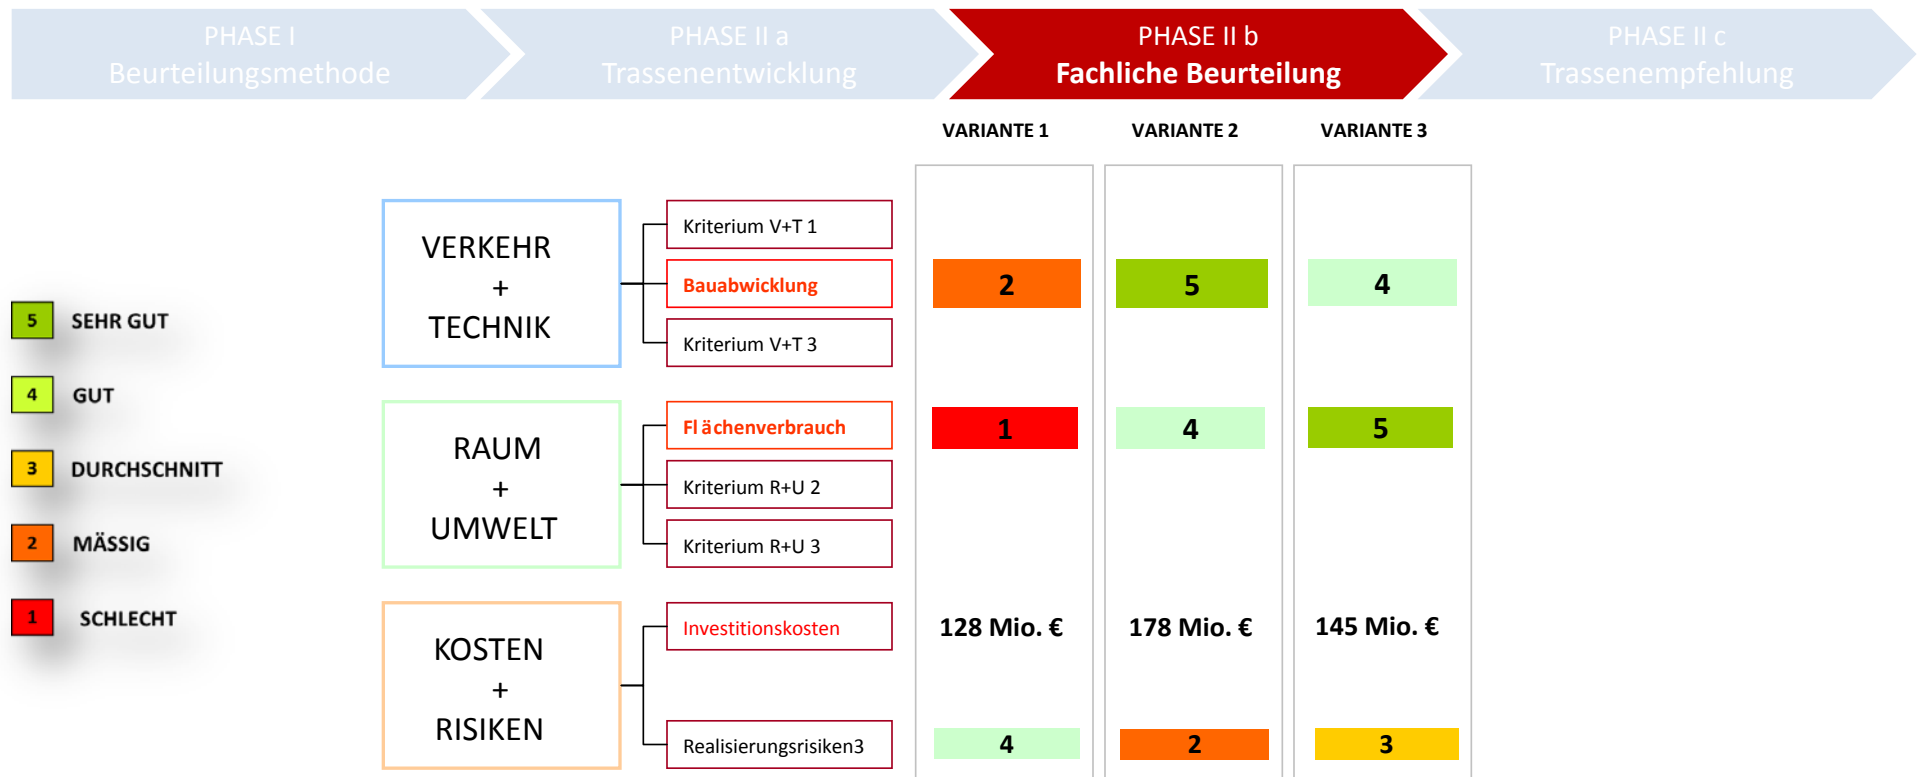 PHASE I
Beurteilungsmethode
PHASE II a
Trassenentwicklung
PHASE II b
Fachliche Beurteilung
PHASE II c
Trassenempfehlung
VARIANTE 1
VARIANTE 2
VARIANTE 3
5 SEHR GUT
4 GUT
3 DURCHSCHNITT
2 MÄSSIG
1 SCHLECHT
VERKEHR
+
TECHNIK
Kriterium V+T 1
Bauabwicklung
2 5 4
Kriterium V+T 3
RAUM
+
UMWELT
Flächenverbrauch
1 4 5
Kriterium R+U 2
Kriterium R+U 3
KOSTEN
+
RISIKEN
Investitionskosten
128 Mio. € 178 Mio. € 145 Mio. €
Realisierungsrisiken3
4 2 3